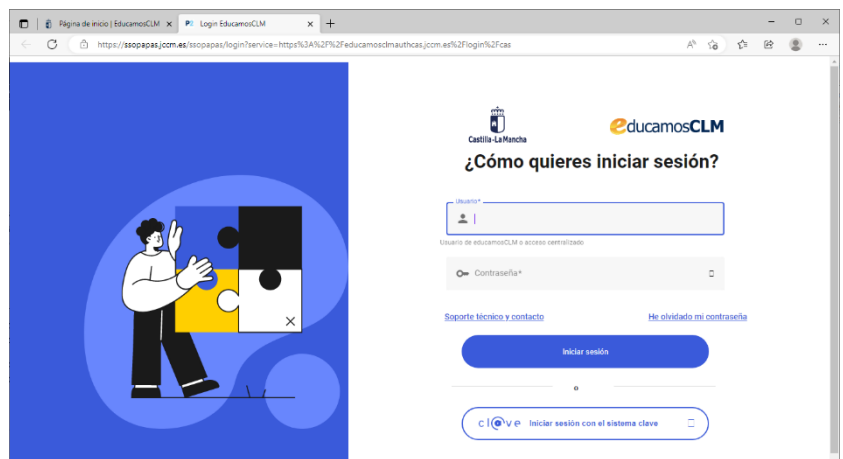 Página de inicio | EducamosCLM
P2 Login EducamosCLM
https://ssopapas.jccm.es/ssopapas/login?service=https%3A%2F%2Feducamosclmauthcas.jccm.es%2Flogin%2Fcas
Castilla-La Mancha
educamosCLM
¿Cómo quieres iniciar sesión?
Usuario*
Usuario de educamosCLM o acceso centralizado
Contraseña*
Soporte técnico y contacto
He olvidado mi contraseña
Iniciar sesión
o
cl@ve Iniciar sesión con el sistema clave